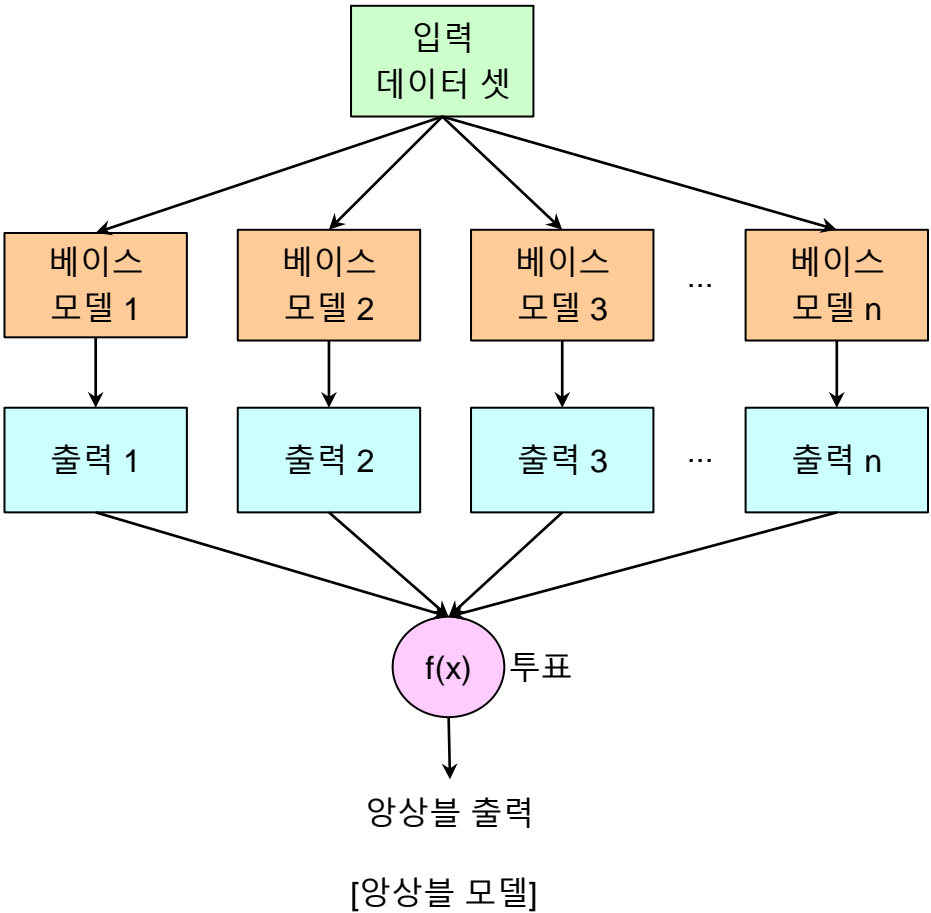 입력
데이터 셋
베이스
모델 1
베이스
모델 2
베이스
모델 3
...
베이스
모델 n
출력 1
출력 2
출력 3
...
출력 n
f(x)
투표
앙상블 출력
[앙상블 모델]